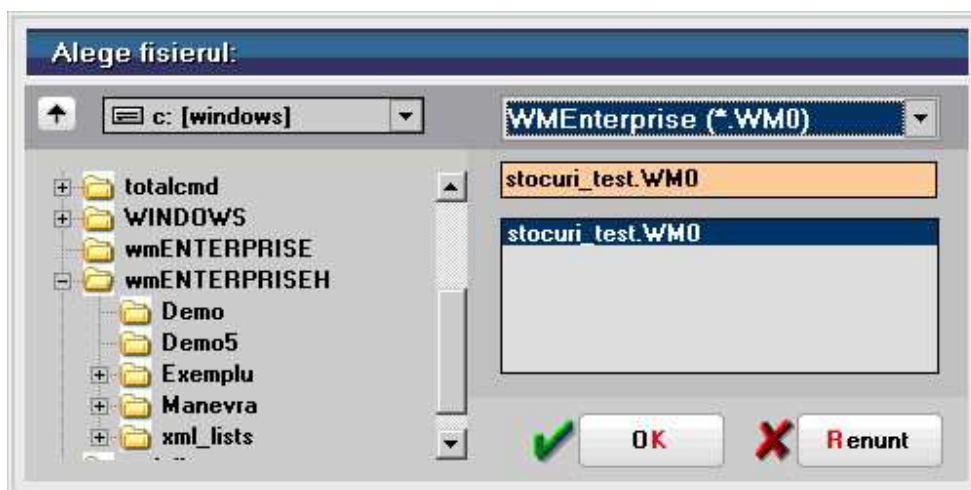 Alege fisierul:
c: [windows]
WMEnterprise (*.WM0)
totalcmd
WINDOWS
wmENTERPRISE
wmENTERPRISEH
Demo
Demo5
Exemplu
Manevra
xml_lists
stocuri_test.WM0
stocuri_test.WM0
OK
Renunt